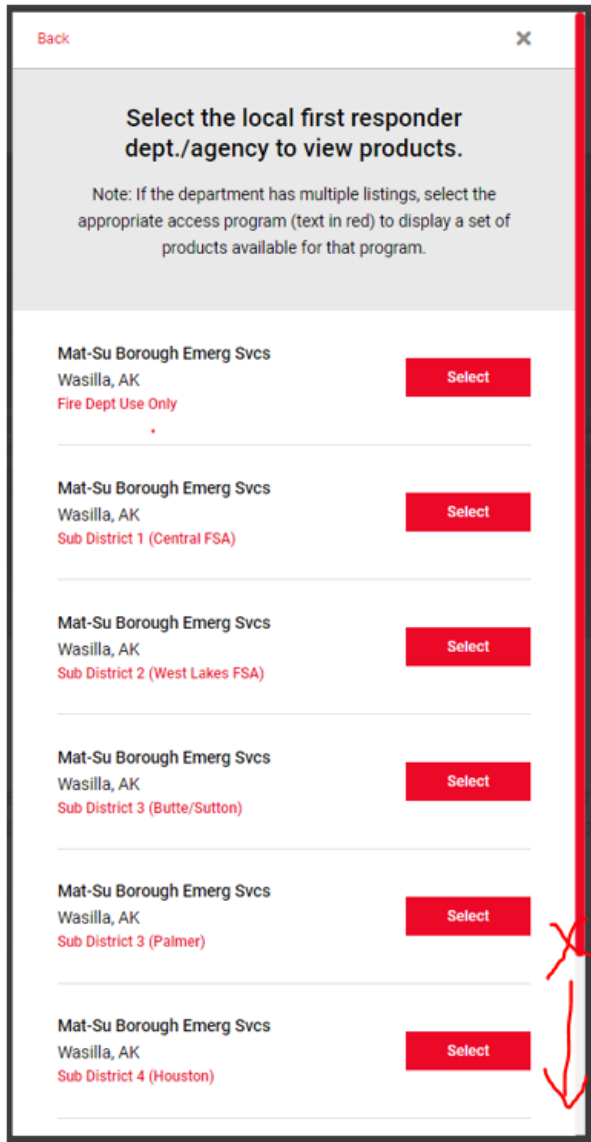 Back
Select the local first responder
dept./agency to view products.
Note: If the department has multiple listings, select the
appropriate access program (text in red) to display a set of
products available for that program.
Mat-Su Borough Emerg Svcs
Wasilla, AK
Fire Dept Use Only
Select
Mat-Su Borough Emerg Svcs
Wasilla, AK
Sub District 1 (Central FSA)
Select
Mat-Su Borough Emerg Svcs
Wasilla, AK
Sub District 2 (West Lakes FSA)
Select
Mat-Su Borough Emerg Svcs
Wasilla, AK
Sub District 3 (Butte/Sutton)
Select
Mat-Su Borough Emerg Svcs
Wasilla, AK
Sub District 3 (Palmer)
Select
Mat-Su Borough Emerg Svcs
Wasilla, AK
Sub District 4 (Houston)
Select